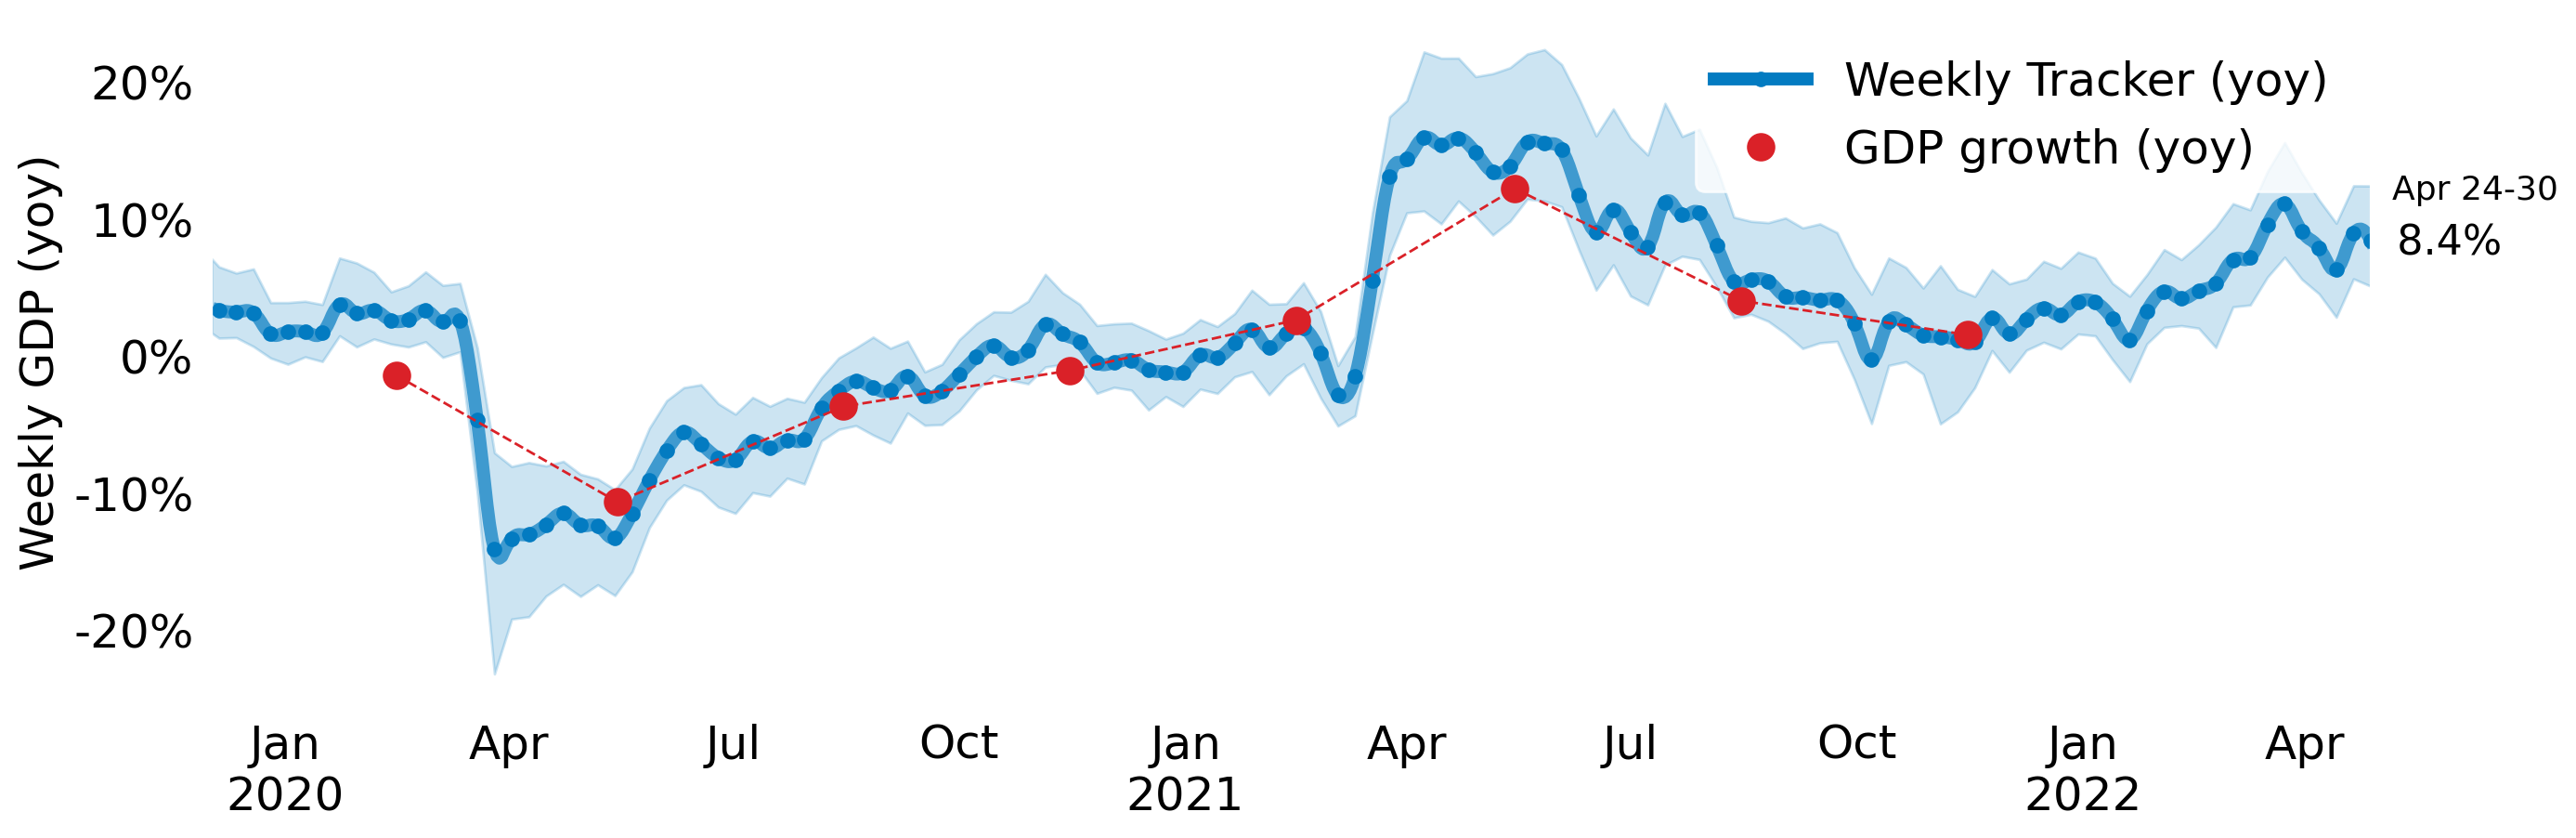 Weekly GDP (yoy)
20%
10%
0%
-10%
-20%
Weekly Tracker (yoy)
GDP growth (yoy)
Apr 24-30
8.4%
Jan Apr Jul Oct Jan Apr Jul Oct Jan Apr
2020 2021 2022